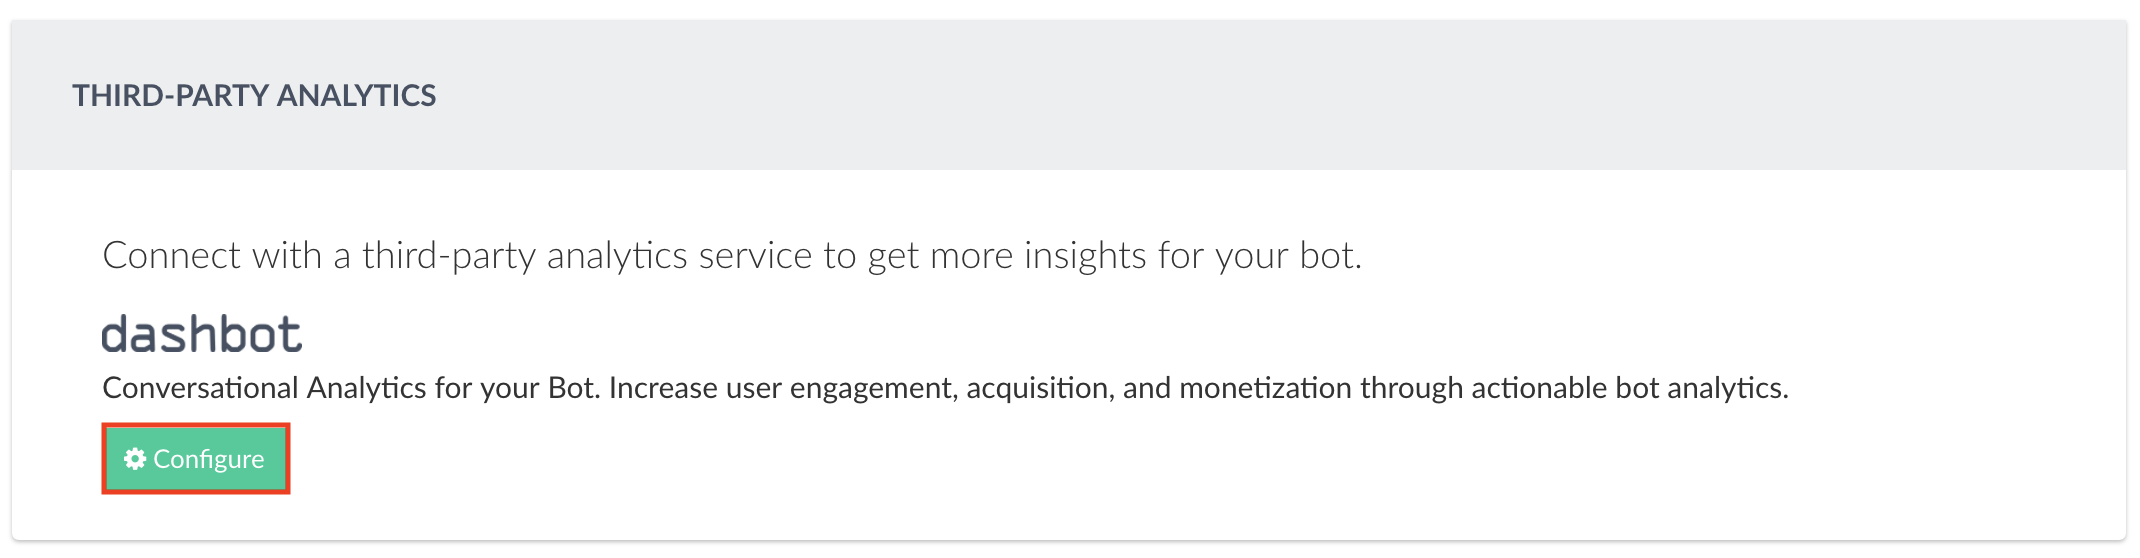 THIRD-PARTY ANALYTICS
Connect with a third-party analytics service to get more insights for your bot.
dashbot
Conversational Analytics for your Bot. Increase user engagement, acquisition, and monetization through actionable bot analytics.
Configure